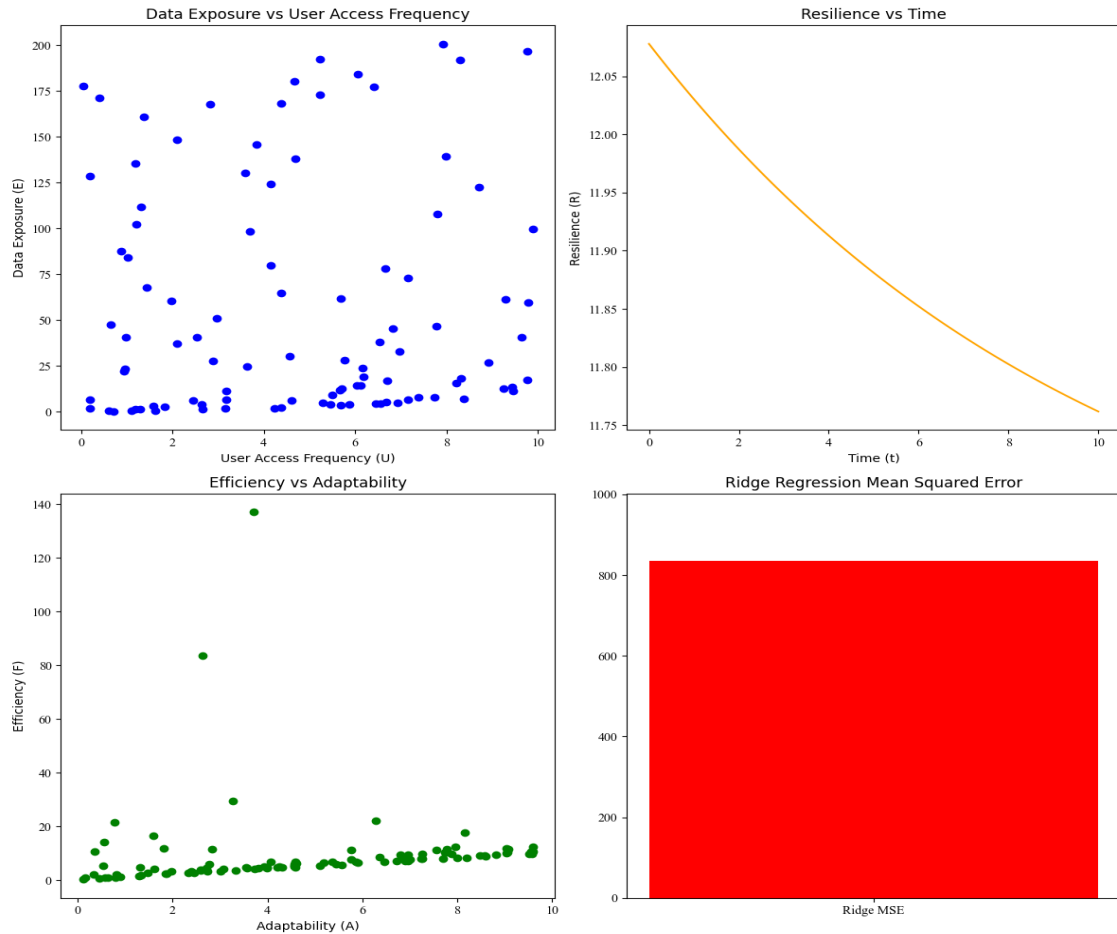 Data Exposure vs User Access Frequency
200
175
150
125
100
75
50
25
0
Data Exposure (E)
0 2 4 6 8 10
User Access Frequency (U)
Resilience vs Time
12.05
12.00
11.95
11.90
11.85
11.80
11.75
Resilience (R)
0 2 4 6 8 10
Time (t)
Efficiency vs Adaptability
140
120
100
80
60
40
20
0
Efficiency (F)
0 2 4 6 8 10
Adaptability (A)
Ridge Regression Mean Squared Error
1000
800
600
400
200
0
Ridge MSE